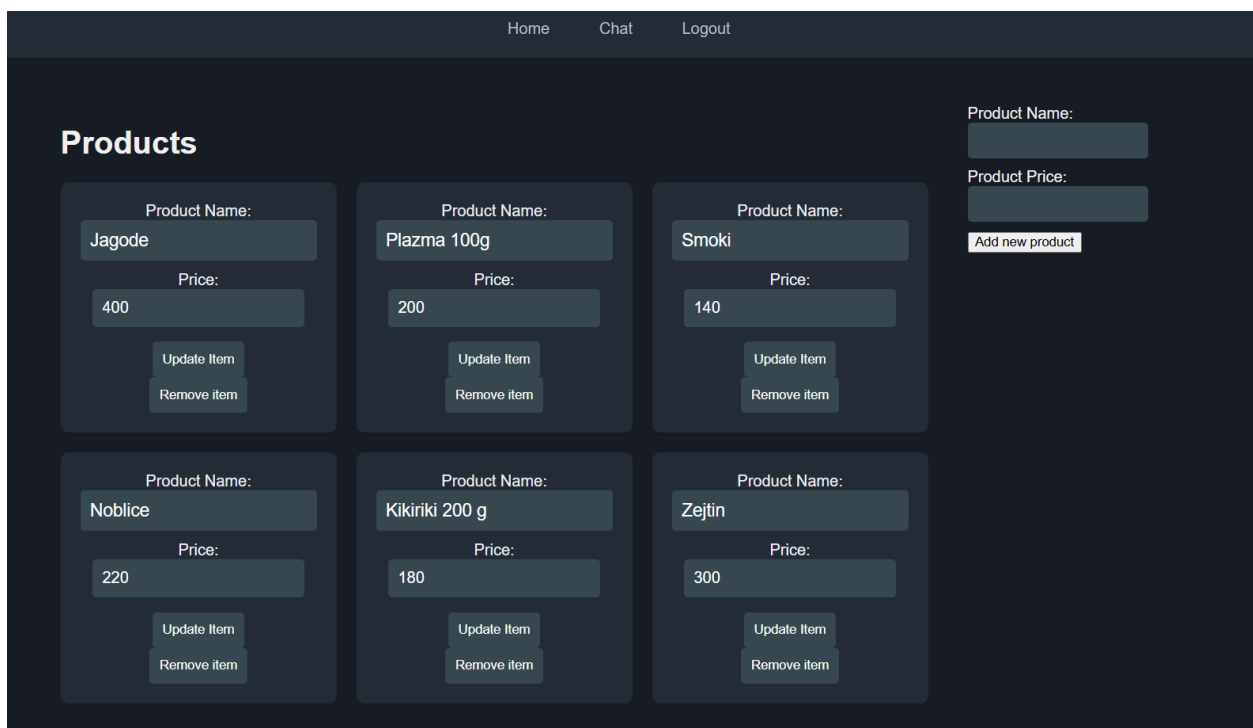 Home Chat Logout
Products
Product Name:
Jagode
Price:
400
Update Item
Remove item
Product Name:
Plazma 100g
Price:
200
Update Item
Remove item
Product Name:
Smoki
Price:
140
Update Item
Remove item
Product Name:
Noblice
Price:
220
Update Item
Remove item
Product Name:
Kikiriki 200 g
Price:
180
Update Item
Remove item
Product Name:
Zejtin
Price:
300
Update Item
Remove item
Product Name:
Product Price:
Add new product